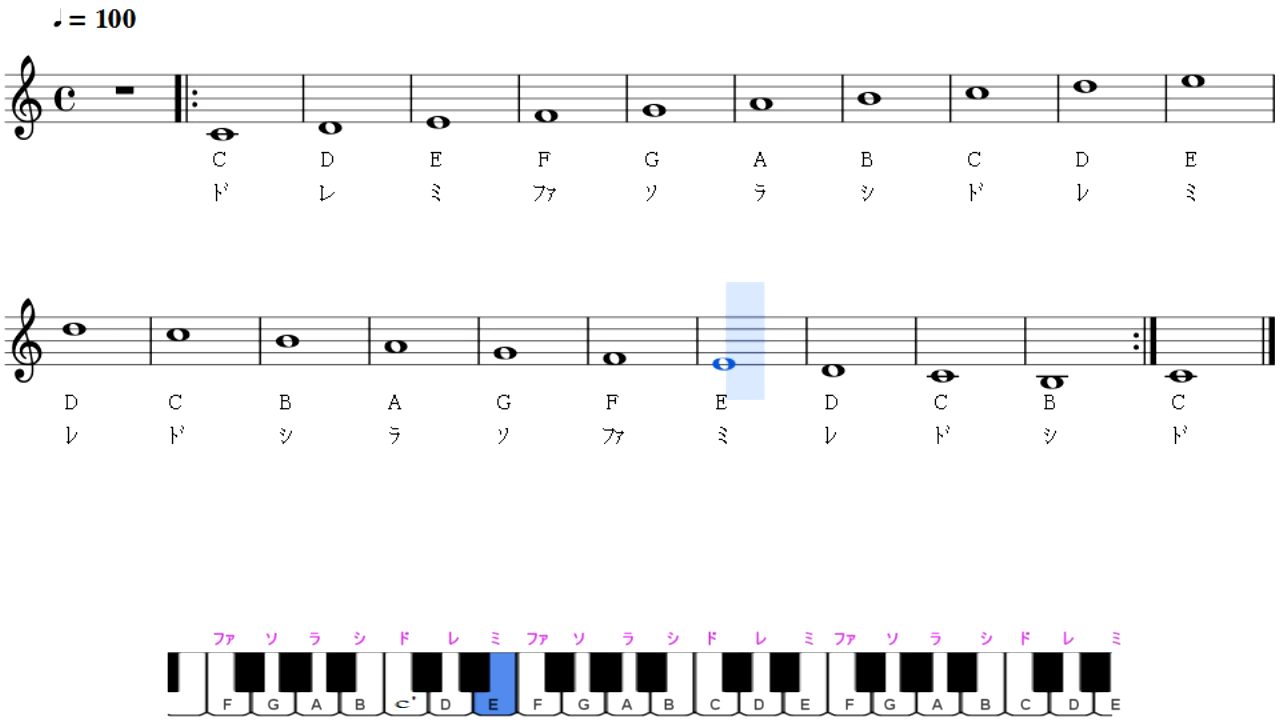 ♩ = 100
C D E F G A B C D E
ド レ ミ ファ ソ ラ シ ド レ ミ
D C B A G F E D C B C
レ ド シ ラ ソ ファ ミ レ ド シ ド
ファ ソ ラ シ ド レ ミ ファ ソ ラ シ ド レ ミ ファ ソ ラ シ ド レ ミ
F G A B C D E F G A B C D E F G A B C D E